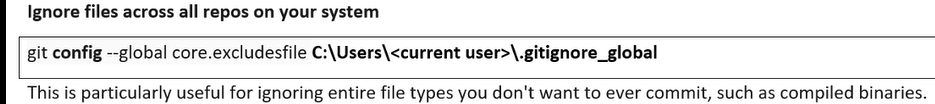 Ignore files across all repos on your system
git config --global core.excludesfile C:\Users\<current user>\.gitignore_global
This is particularly useful for ignoring entire file types you don't want to ever commit, such as compiled binaries.